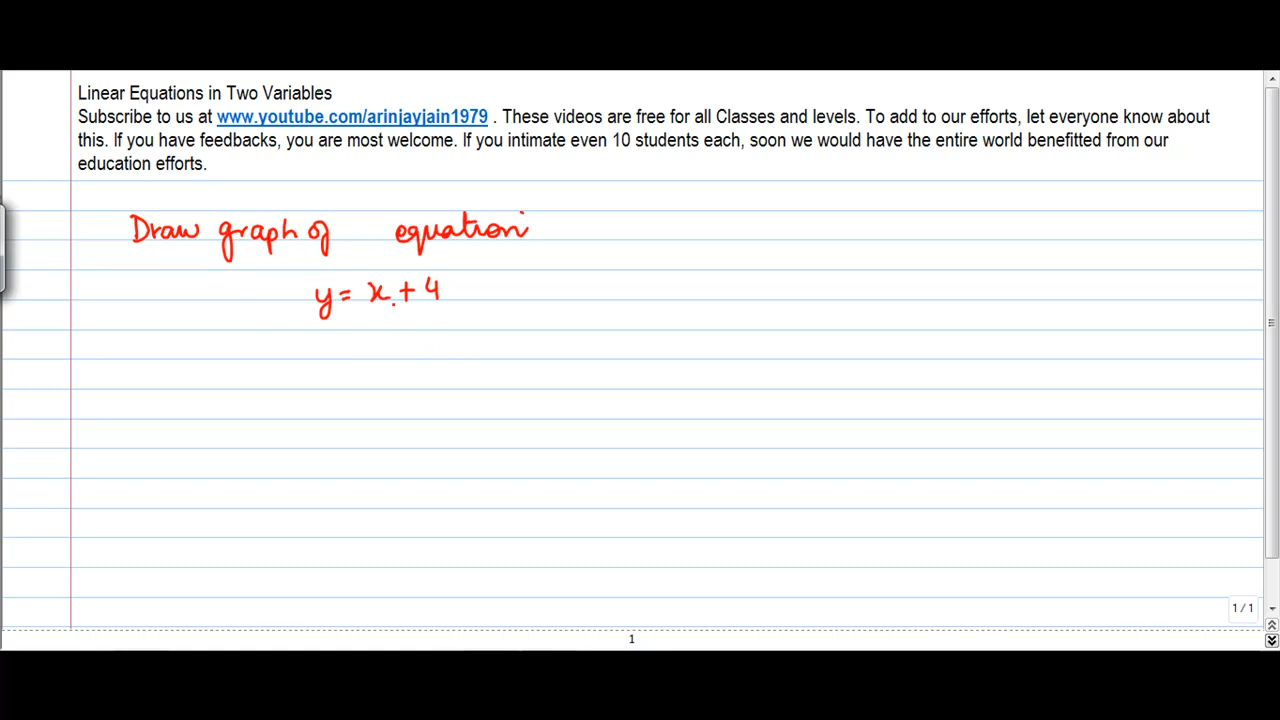 Linear Equations in Two Variables
Subscribe to us at www.youtube.com/arinjayjain1979 . These videos are free for all Classes and levels. To add to our efforts, let everyone know about
this. If you have feedbacks, you are most welcome. If you intimate even 10 students each, soon we would have the entire world benefitted from our
education efforts.
Draw graph of equation
y = x + 4
1 / 1
1